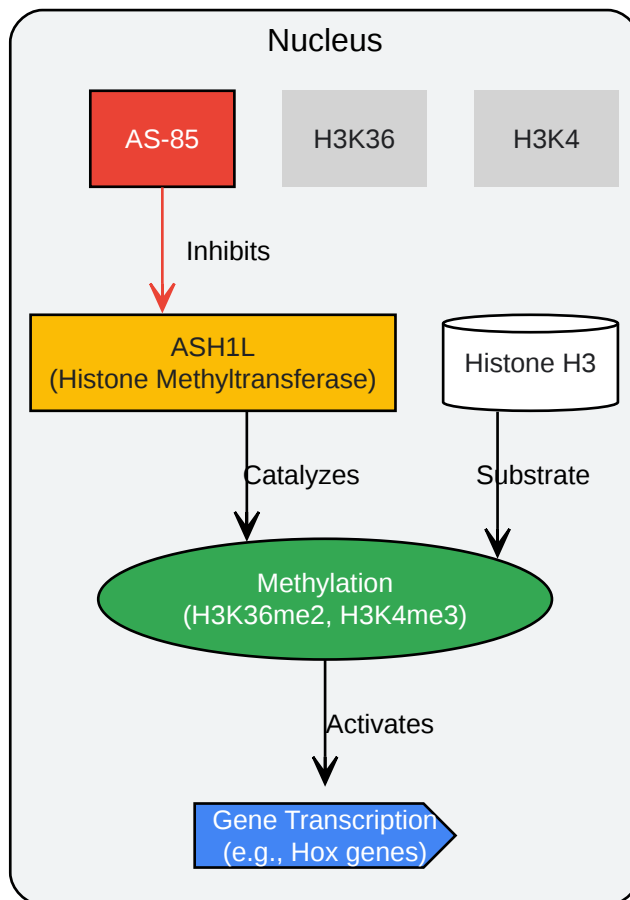 Nucleus
AS-85
H3K36
H3K4
Inhibits
ASH1L
(Histone Methyltransferase)
Histone H3
Catalyzes
Substrate
Methylation
(H3K36me2, H3K4me3)
Activates
Gene Transcription
(e.g., Hox genes)